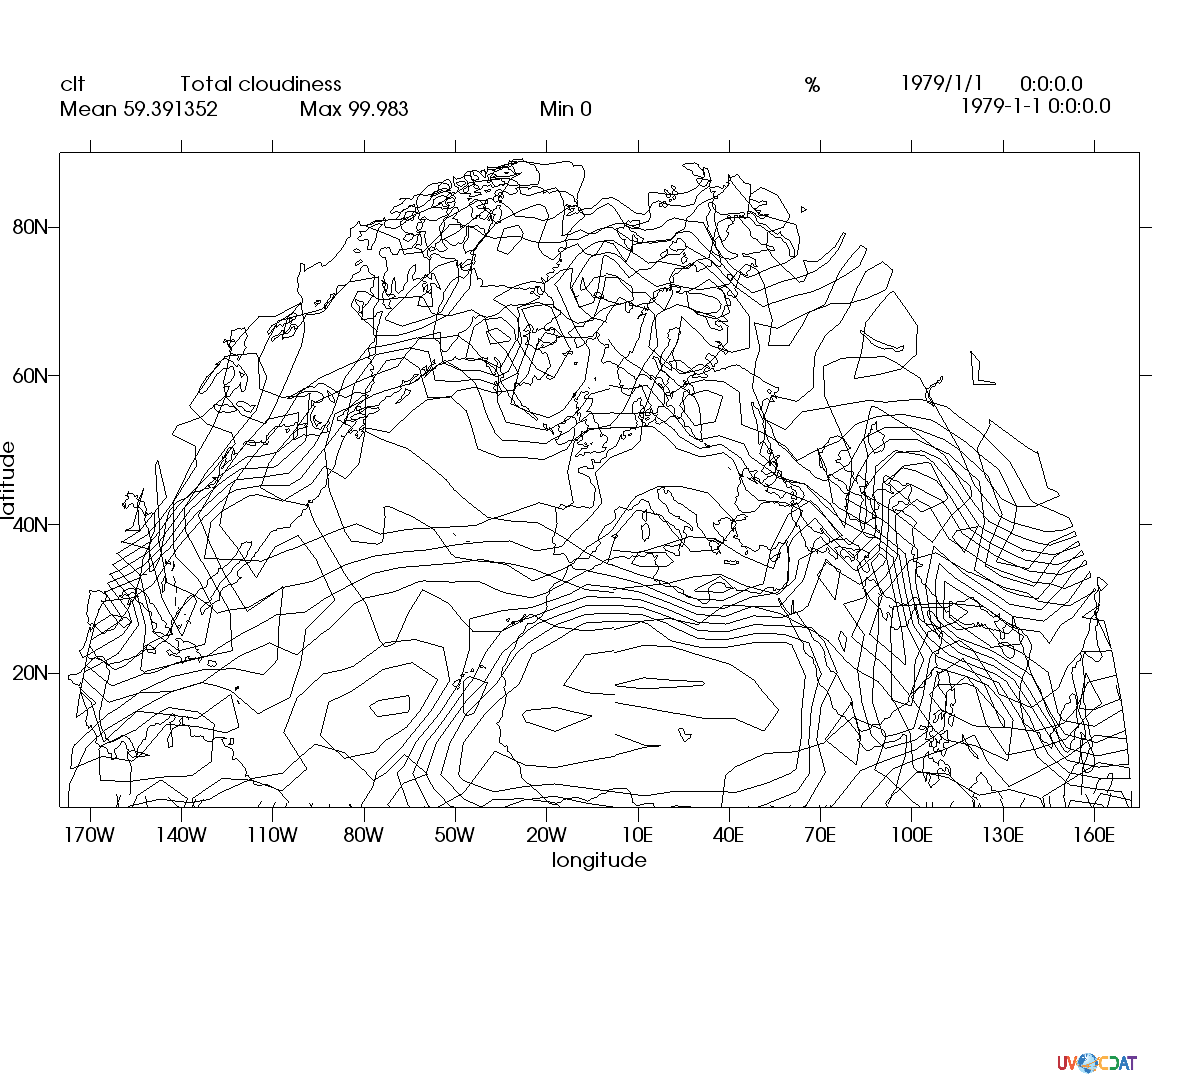 clt Total cloudiness % 1979/1/1 0:0:0.0
Mean 59.391352 Max 99.983 Min 0 1979-1-1 0:0:0.0
80N
60N
40N
20N
latitude
170W 140W 110W 80W 50W 20W 10E 40E 70E 100E 130E 160E
longitude
UV CDAT